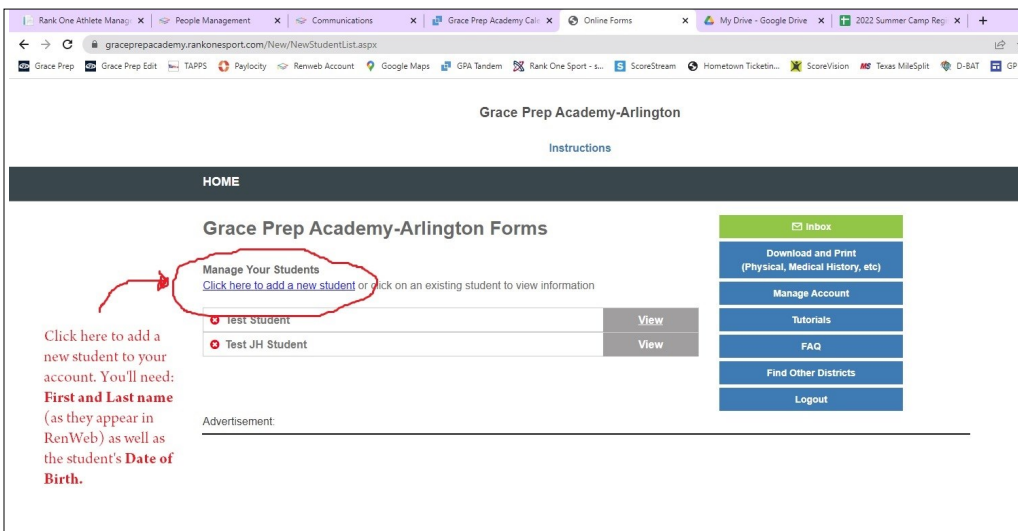 Rank One Athlete Manag
People Management
Communications
Grace Prep Academy Cale
Online Forms
My Drive - Google Drive
2022 Summer Camp Reg
graceprepacademy.rankonesport.com/New/NewStudentList.aspx
Grace Prep Grace Prep Edit TAPPS Paylocity Renweb Account Google Maps GPA Tandem Rank One Sport - s... ScoreStream Hometown Ticketin... ScoreVision Texas MileSplit D-BAT GP
Grace Prep Academy-Arlington
Instructions
HOME
Grace Prep Academy-Arlington Forms
Manage Your Students
Click here to add a new student or click on an existing student to view information
Test Student View
Test JH Student View
Advertisement:
Inbox
Download and Print
(Physical, Medical History, etc)
Manage Account
Tutorials
FAQ
Find Other Districts
Logout
Click here to add a
new student to your
account. You'll need:
First and Last name
(as they appear in
RenWeb) as well as
the student's Date of
Birth.